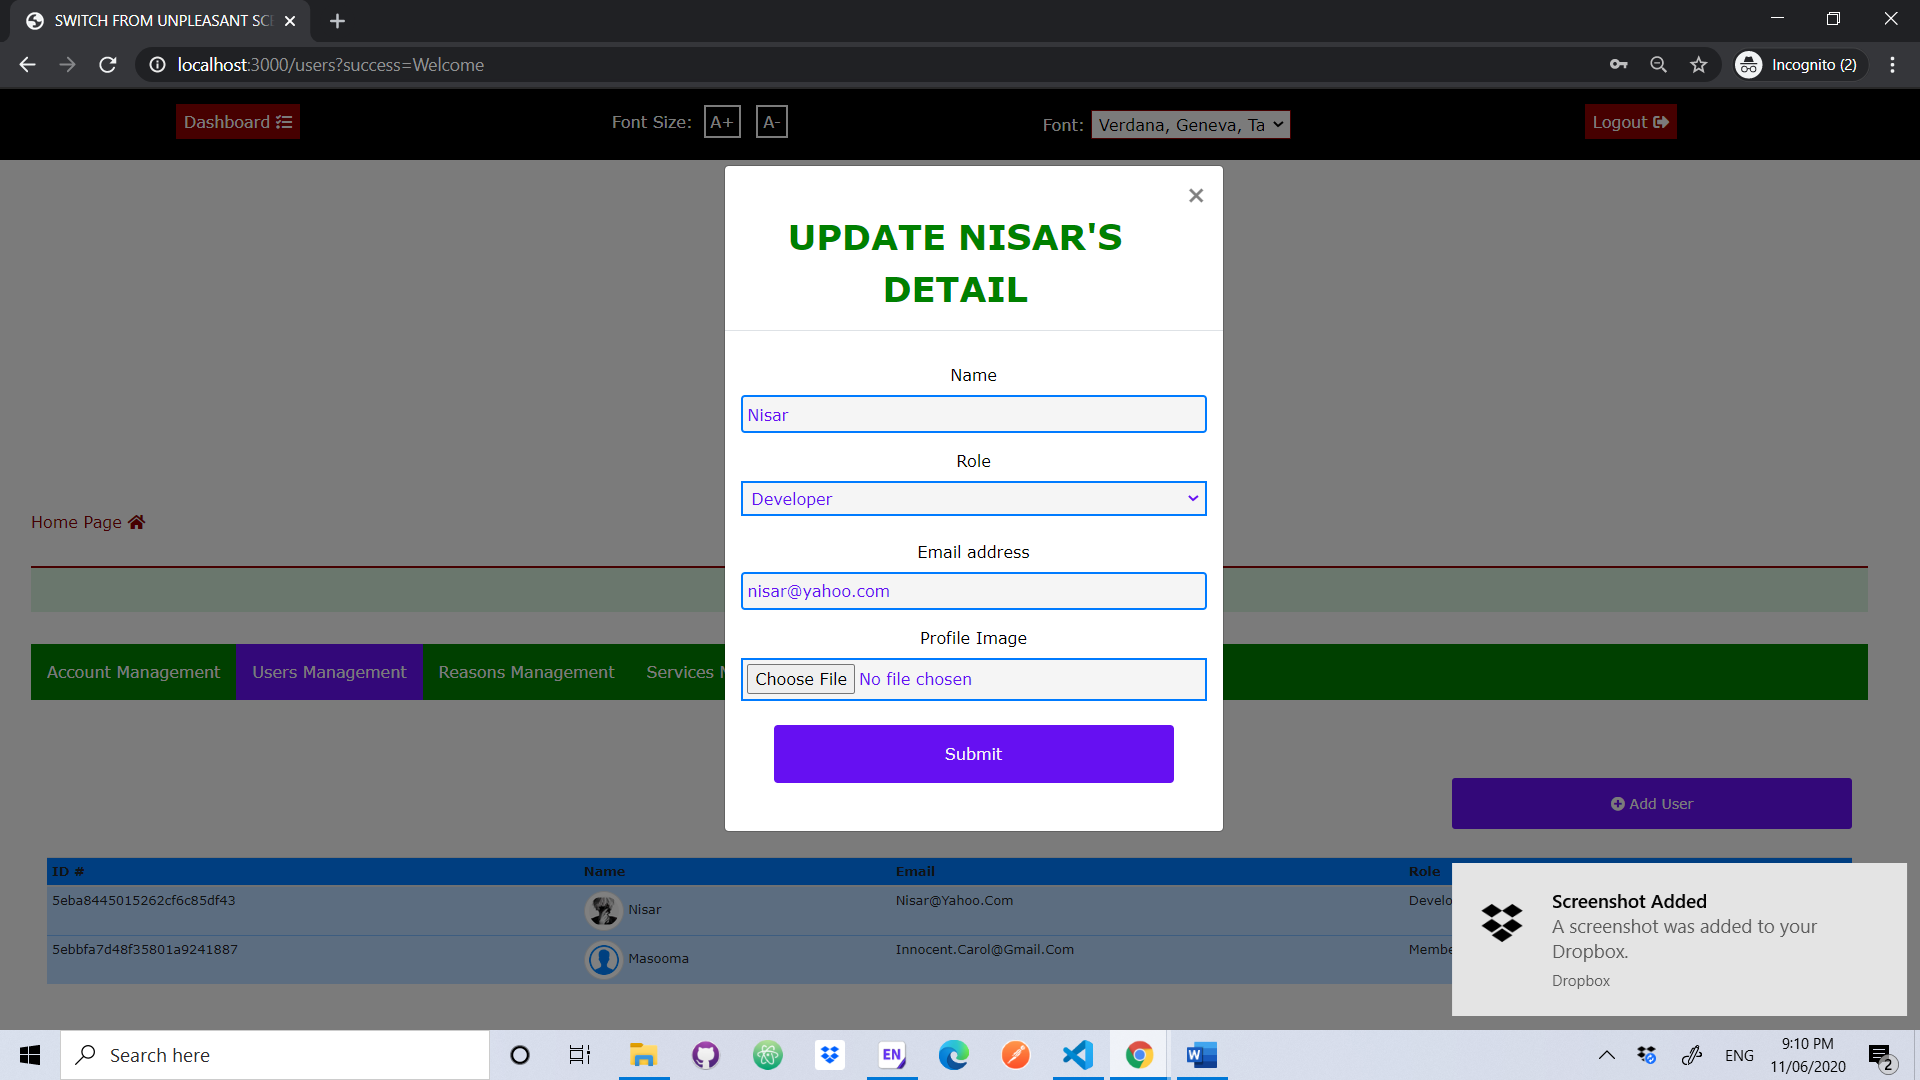 SWITCH FROM UNPLEASANT SCE
localhost:3000/users?success=Welcome
Incognito (2)
Dashboard
Font Size: A+ A-
Font: Verdana, Geneva, Ta
Logout
UPDATE NISAR'S
DETAIL
Name
Nisar
Role
Developer
Email address
nisar@yahoo.com
Profile Image
Choose File No file chosen
Submit
Home Page
Account Management Users Management Reasons Management Services M
Add User
ID # Name Email Role
5eba8445015262cf6c85df43 Nisar Nisar@Yahoo.Com Develo
5ebbfa7d48f35801a9241887 Masooma Innocent.Carol@Gmail.Com Membe
Screenshot Added
A screenshot was added to your
Dropbox.
Dropbox
Search here
EN
W
ENG
9:10 PM
11/06/2020
2